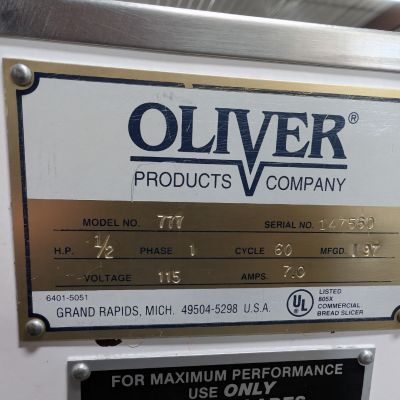 OLIVER®
PRODUCTS COMPANY
MODEL NO. 777 SERIAL NO. 147560
H.P. 1/2 PHASE 1 CYCLE 60 MFGD. 197
VOLTAGE 115 AMPS. 7.0
6401-5051
GRAND RAPIDS, MICH. 49504-5298 U.S.A.
UL® LISTED
805X
COMMERCIAL
BREAD SLICER
FOR MAXIMUM PERFORMANCE
USE ONLY